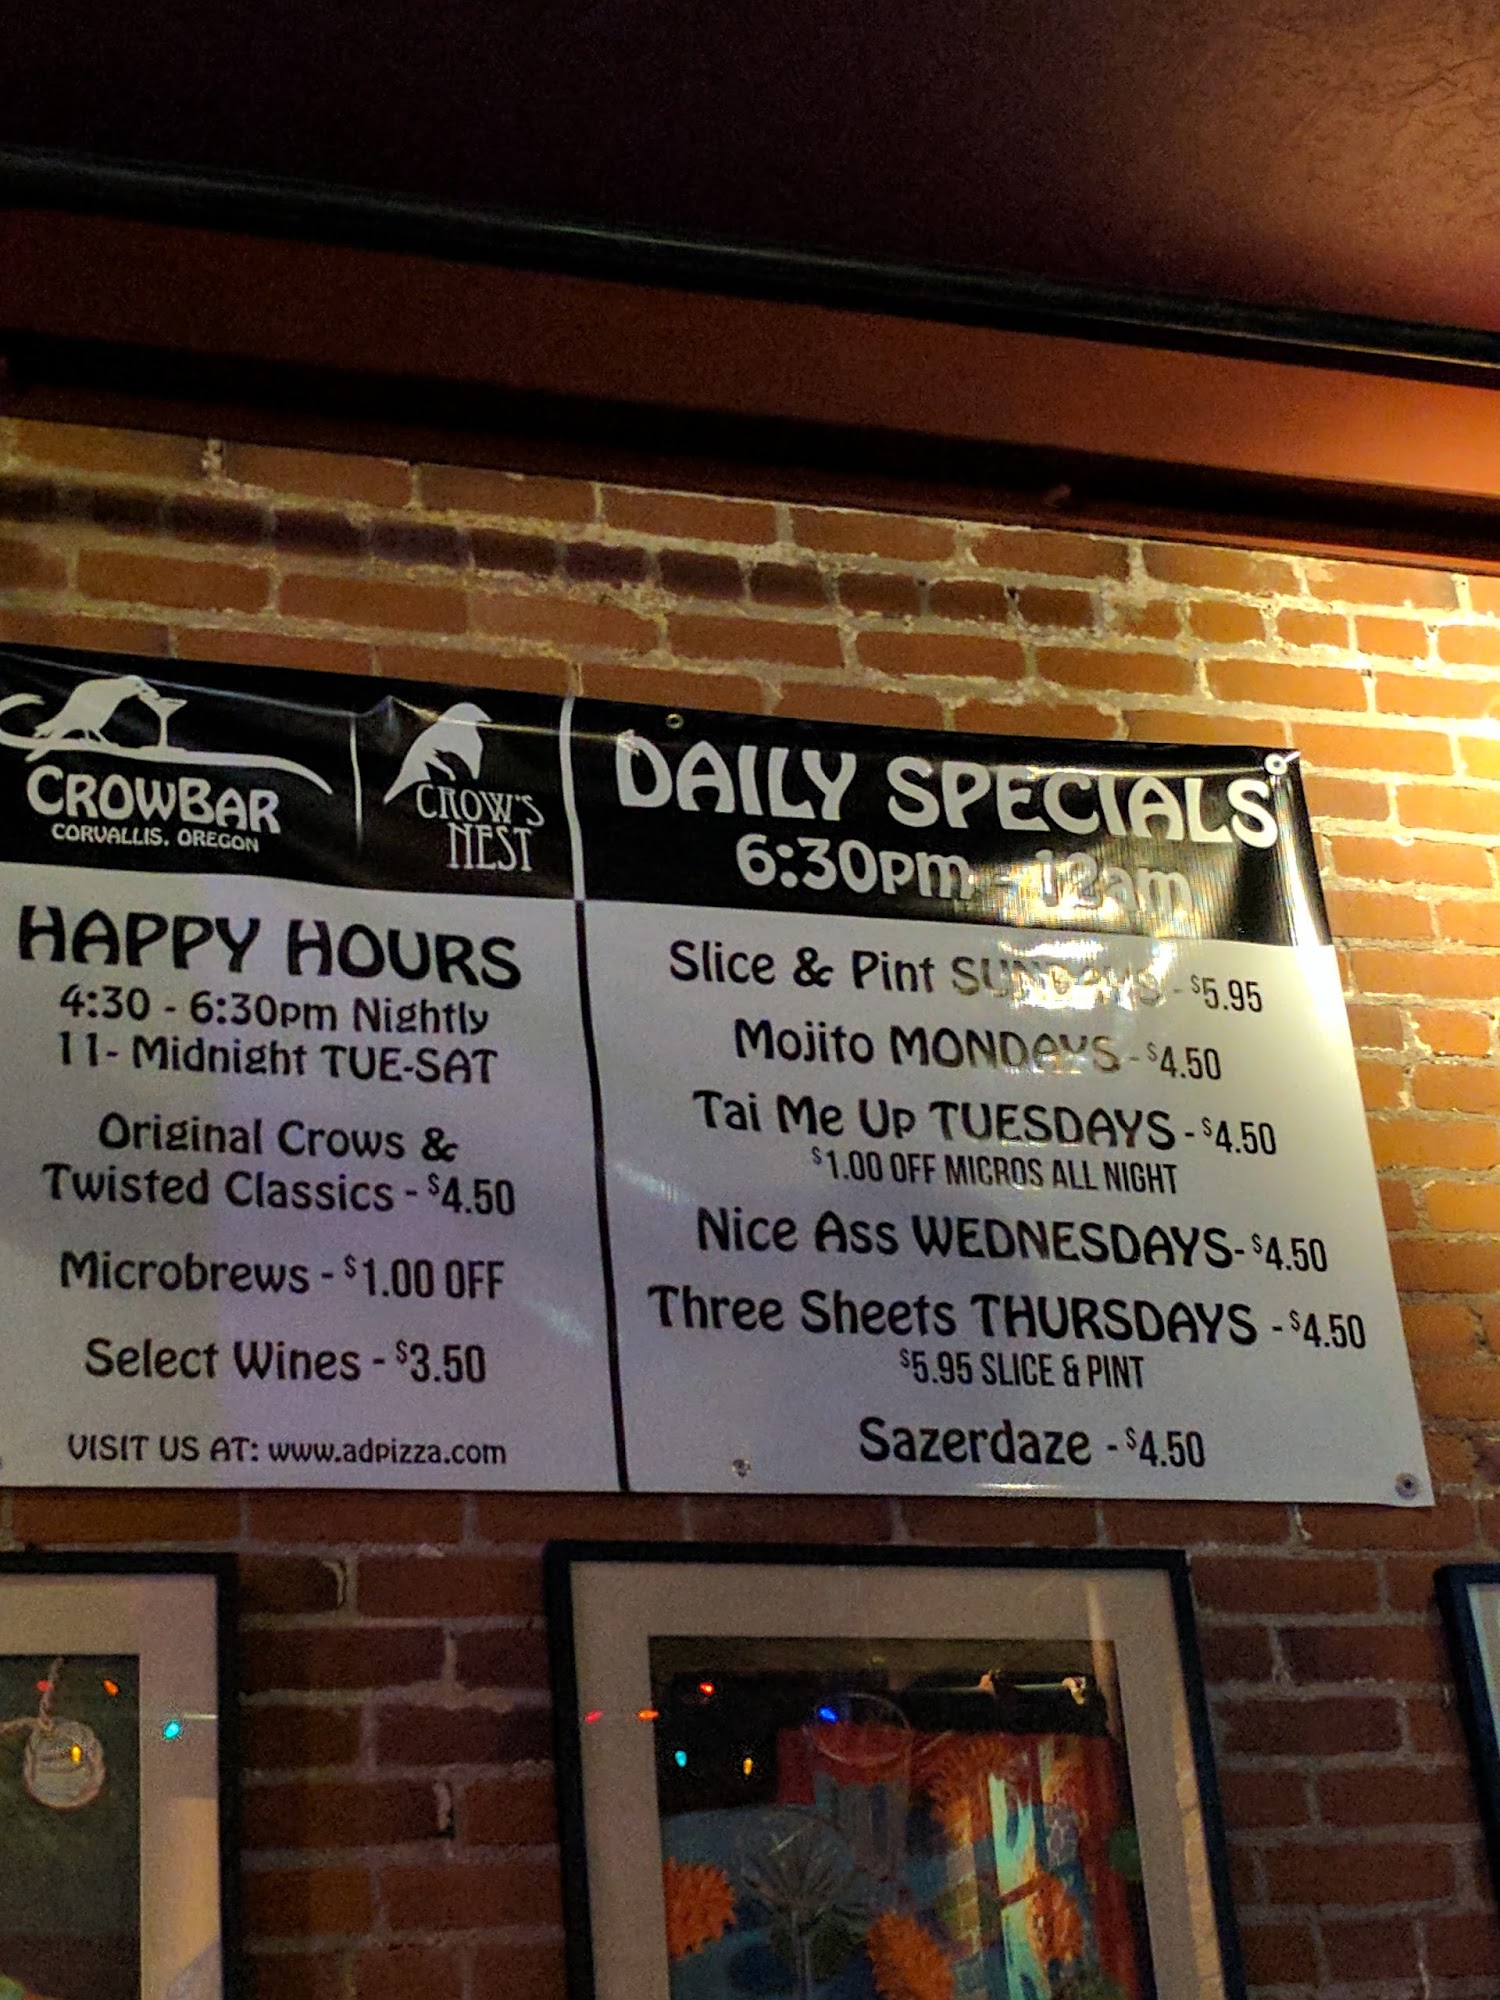 CROWBAR
CORVALLIS, OREGON
CROW'S
NEST
HAPPY HOURS
4:30 - 6:30pm Nightly
11- Midnight TUE-SAT
Original Crows &
Twisted Classics - $4.50
Microbrews - $1.00 OFF
Select Wines - $3.50
VISIT US AT: www.adpizza.com
DAILY SPECIALS
6:30pm - 12am
Slice & Pint SUNDAYS - $5.95
Mojito MONDAYS - $4.50
Tai Me Up TUESDAYS - $4.50
$1.00 OFF MICROS ALL NIGHT
Nice Ass WEDNESDAYS- $4.50
Three Sheets THURSDAYS - $4.50
$5.95 SLICE & PINT
Sazerdaze - $4.50